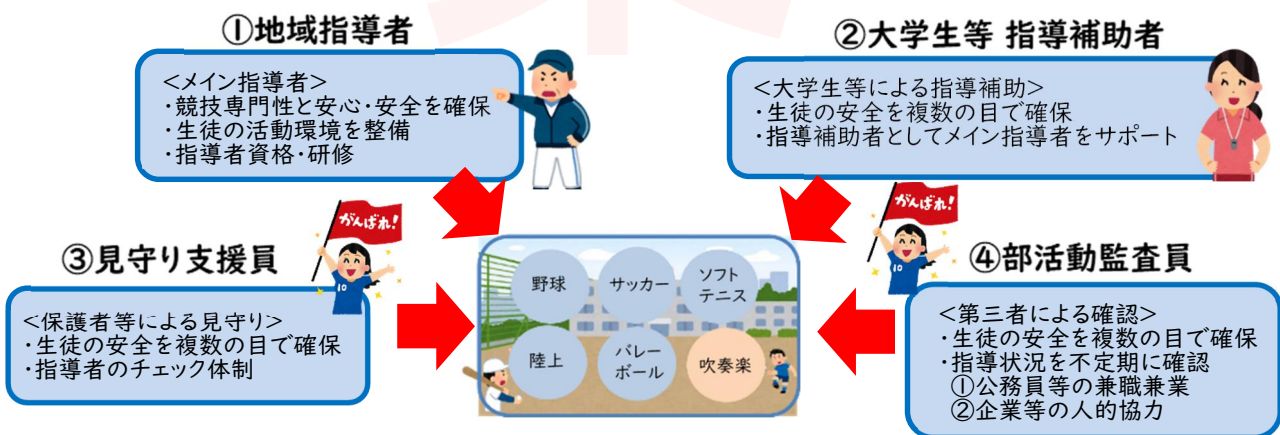 ①地域指導者
<メイン指導者>
・競技専門性と安心・安全を確保
・生徒の活動環境を整備
・指導者資格・研修
②大学生等 指導補助者
<大学生等による指導補助>
・生徒の安全を複数の目で確保
・指導補助者としてメイン指導者をサポート
③見守り支援員
がんばれ!
<保護者等による見守り>
・生徒の安全を複数の目で確保
・指導者のチェック体制
野球
サッカー
ソフト
テニス
陸上
バレー
ボール
吹奏楽
がんばれ!
④部活動監査員
<第三者による確認>
・生徒の安全を複数の目で確保
・指導状況を不定期に確認
①公務員等の兼職兼業
②企業等の人的協力